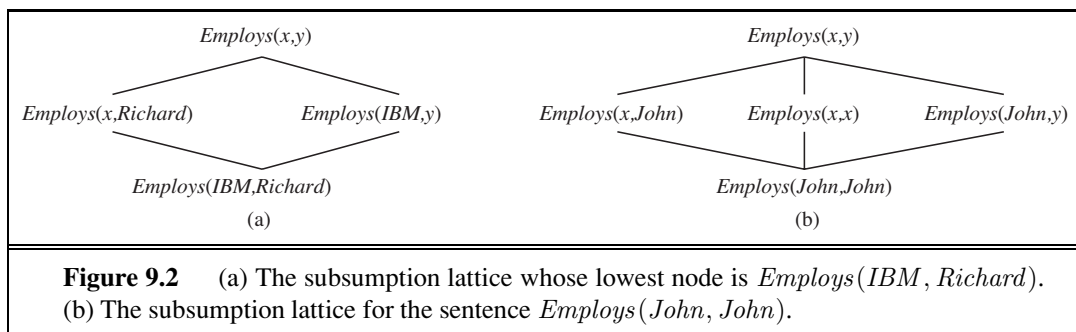 Employs(x,y) Employs(x,y)
Employs(x,Richard) Employs(IBM,y) Employs(x,John) Employs(x,x) Employs(John,y)
Employs(IBM,Richard) Employs(John,John)
(a) (b)
Figure 9.2 (a) The subsumption lattice whose lowest node is Employs(IBM, Richard).
(b) The subsumption lattice for the sentence Employs(John, John).